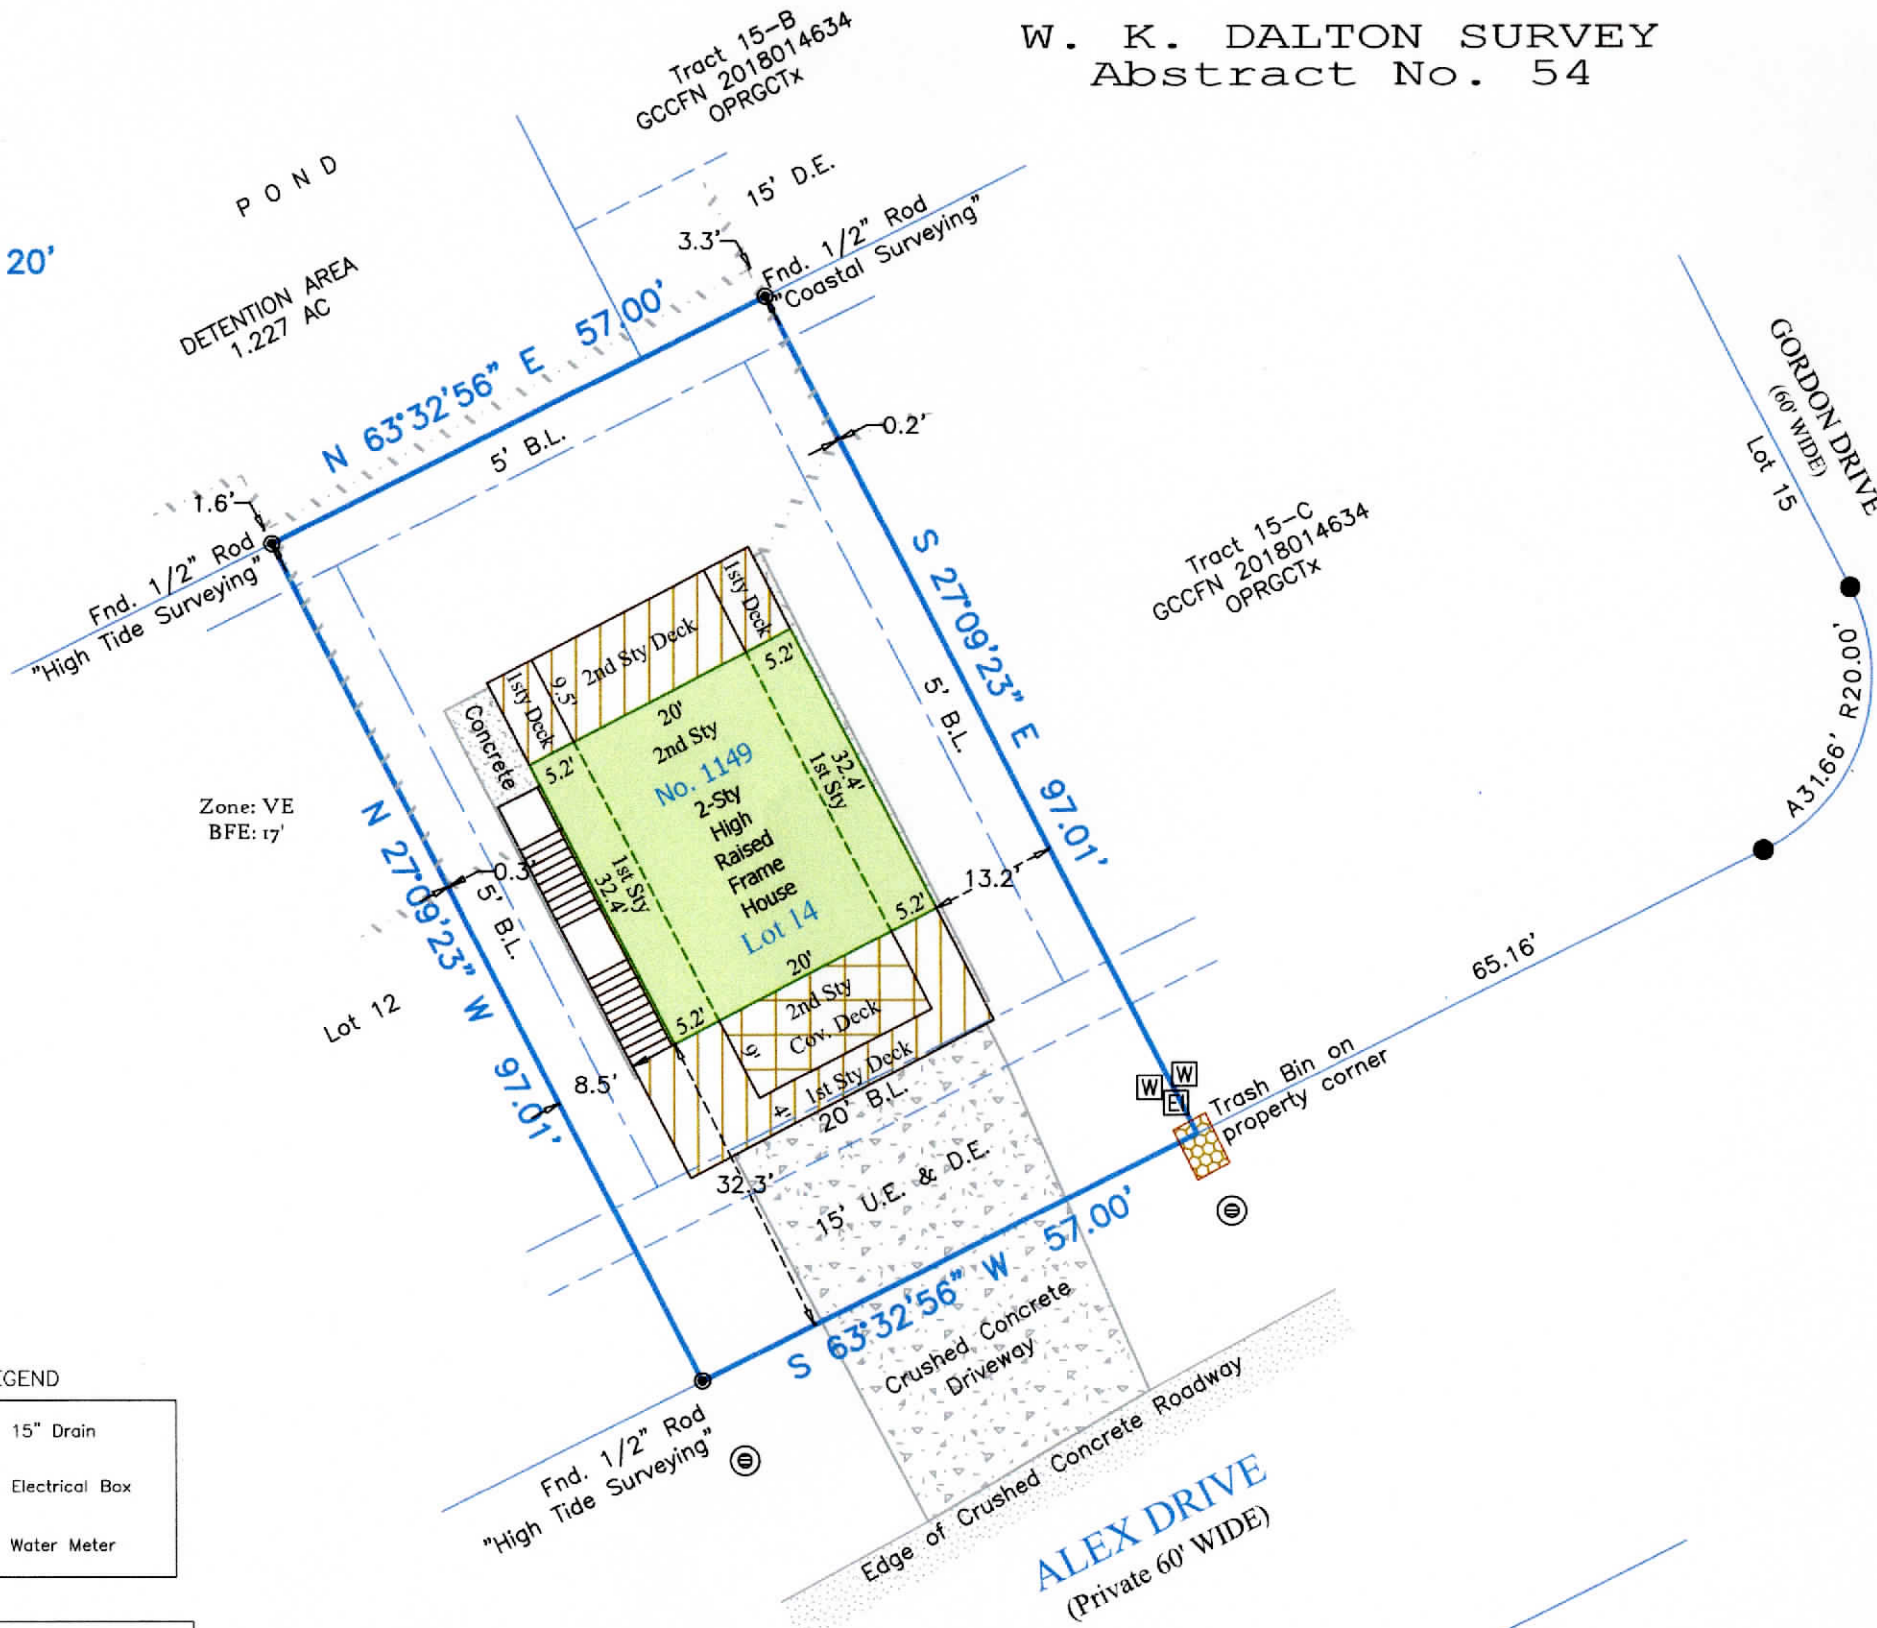 W. K. DALTON SURVEY
Abstract No. 54
Tract 15-B
GCCFN 2018014634
OPRGCTx
POND
20'
DETENTION AREA
1.227 AC
15' D.E.
3.3'
Fnd. 1/2" Rod
"Coastal Surveying"
N 63°32'56" E 57.00'
5' B.L.
0.2'
1.6'
Fnd. 1/2" Rod
"High Tide Surveying"
GORDON DRIVE
(60' WIDE)
Lot 15
Tract 15-C
GCCFN 2018014634
OPRGCTx
S 27°09'23" E 97.01'
5' B.L.
A31.66' R20.00'
1sty Deck
2nd Sty Deck
1sty Deck
9.5'
Concrete
5.2'
20'
5.2'
2nd Sty
No. 1149
2-Sty
High
Raised
Frame
House
Lot 14
1st Sty
32.4'
32.4'
1st Sty
Zone: VE
BFE: 17'
N 27°09'23" W 97.01'
0.3'
5' B.L.
13.2'
5.2'
20'
5.2'
2nd Sty
Cov. Deck
9'
1st Sty Deck
4'
20' B.L.
8.5'
Lot 12
65.16'
W
W
E
Trash Bin on
property corner
32.3'
15' U.E. & D.E.
S 63°32'56" W 57.00'
Crushed Concrete
Driveway
Fnd. 1/2" Rod
"High Tide Surveying"
Edge of Crushed Concrete Roadway
ALEX DRIVE
(Private 60' WIDE)
EGEND
15" Drain
Electrical Box
Water Meter